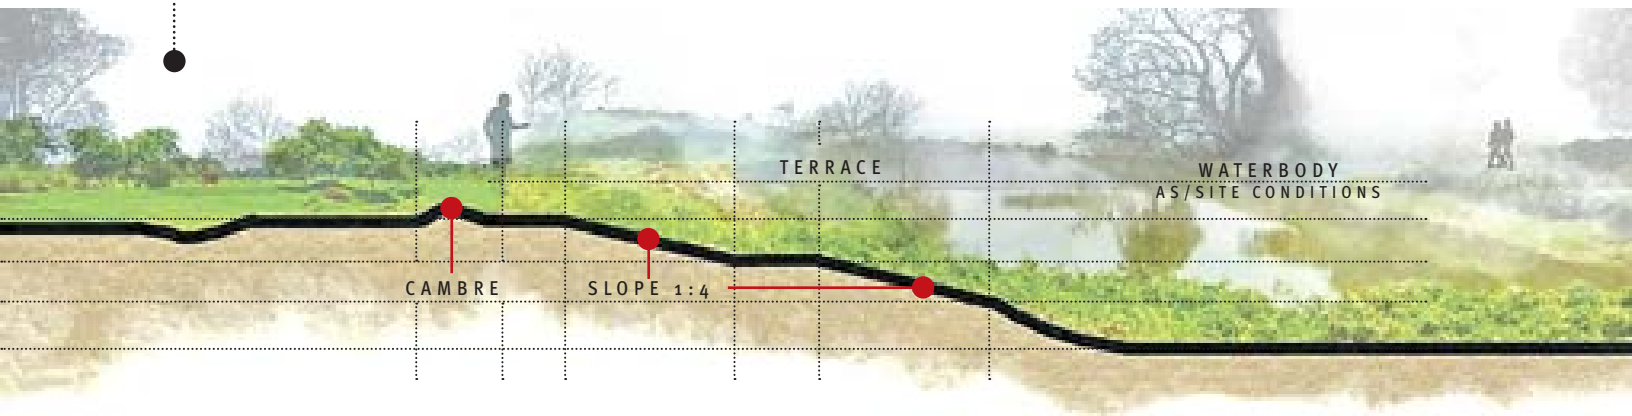 TERRACE
WATERBODY
AS/SITE CONDITIONS
CAMBRE
SLOPE 1:4